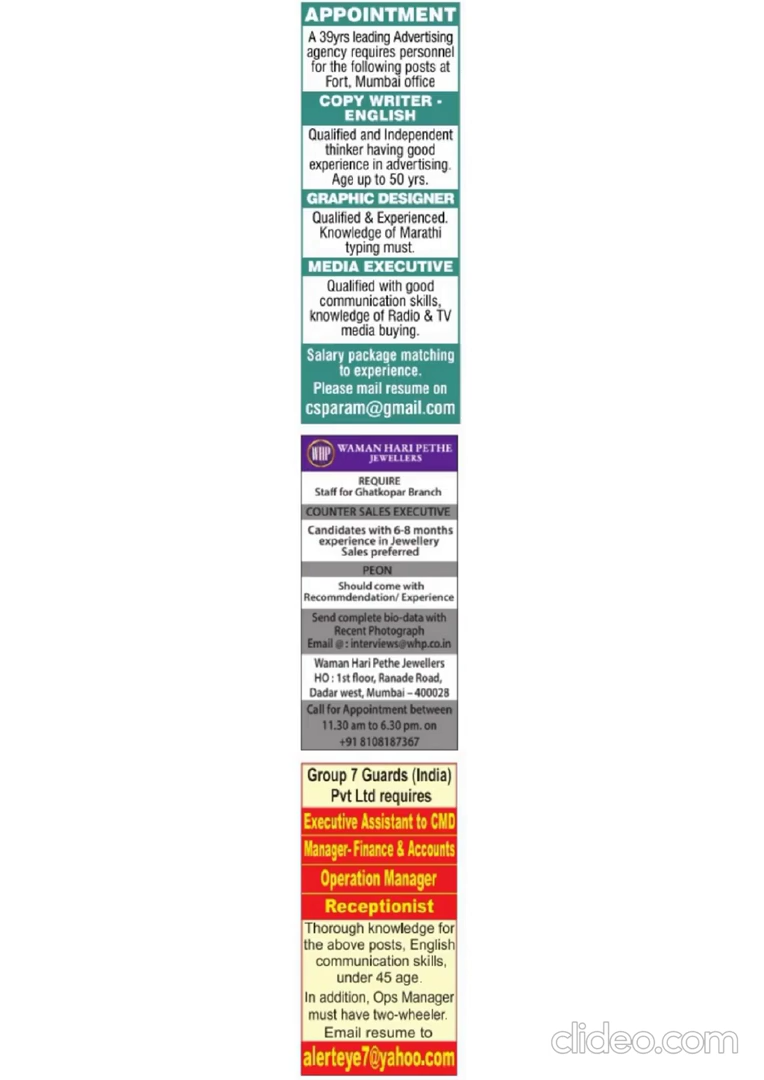 APPOINTMENT
A 39yrs leading Advertising
agency requires personnel
for the following posts at
Fort, Mumbai office
COPY WRITER -
ENGLISH
Qualified and Independent
thinker having good
experience in advertising.
Age up to 50 yrs.
GRAPHIC DESIGNER
Qualified & Experienced.
Knowledge of Marathi
typing must.
MEDIA EXECUTIVE
Qualified with good
communication skills,
knowledge of Radio & TV
media buying.
Salary package matching
to experience.
Please mail resume on
csparam@gmail.com
WHP WAMAN HARI PETHE
JEWELLERS
REQUIRE
Staff for Ghatkopar Branch
COUNTER SALES EXECUTIVE
Candidates with 6-8 months
experience in Jewellery
Sales preferred
PEON
Should come with
Recommdendation/ Experience
Send complete bio-data with
Recent Photograph
Email @ : interviews@whp.co.in
Waman Hari Pethe Jewellers
HO : 1st floor, Ranade Road,
Dadar west, Mumbai – 400028
Call for Appointment between
11.30 am to 6.30 pm. on
+91 8108187367
Group 7 Guards (India)
Pvt Ltd requires
Executive Assistant to CMD
Manager- Finance & Accounts
Operation Manager
Receptionist
Thorough knowledge for
the above posts, English
communication skills,
under 45 age.
In addition, Ops Manager
must have two-wheeler.
Email resume to
alerteye7@yahoo.com
clideo.com